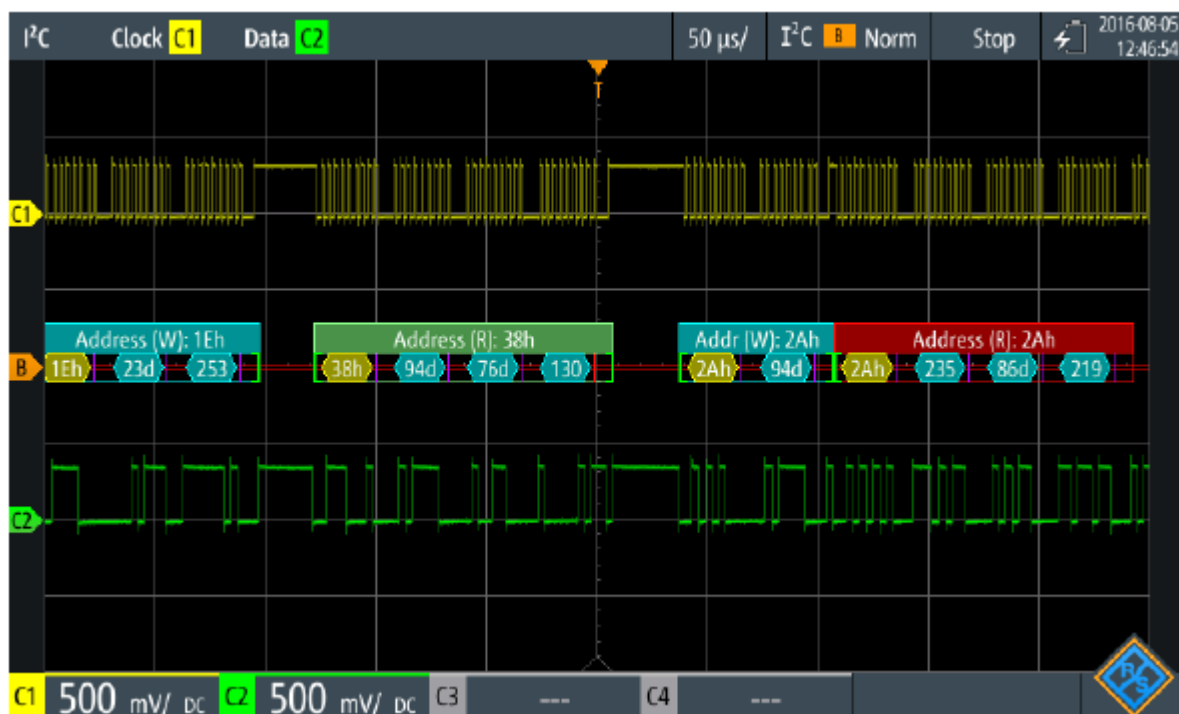 I²C Clock C1 Data C2 50 µs/ I²C B Norm Stop 2016-08-05
12:46:54
T
C1
Address (W): 1Eh Address (R): 38h Addr (W): 2Ah Address (R): 2Ah
B 1Eh 23d 253 38h 94d 76d 130 2Ah 94d 2Ah 235 86d 219
C2
C1 500 mV/ DC C2 500 mV/ DC C3 --- C4 ---
R&S